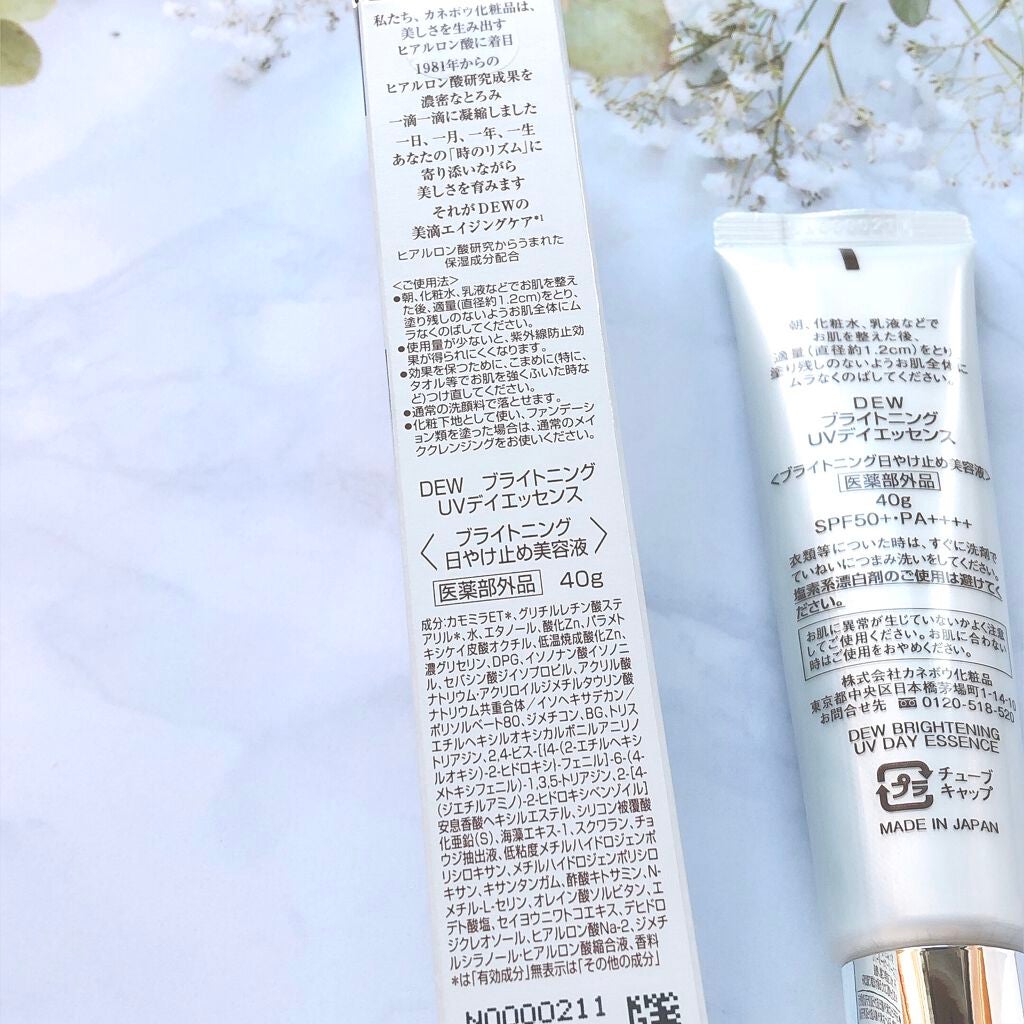 私たち、カネボウ化粧品は、
美しさを生み出す
ヒアルロン酸に着目
1981年からの
ヒアルロン酸研究成果を
濃密なとろみ
一滴一滴に凝縮しました
一日、一月、一年、一生
あなたの「時のリズム」に
寄り添いながら
美しさを育みます
それがDEWの
美滴エイジングケア*1
ヒアルロン酸研究からうまれた
保湿成分配合
<ご使用法>
●朝、化粧水、乳液などでお肌を整え
た後、適量(直径約1.2cm)をとり、
塗り残しのないようお肌全体にム
ラなくのばしてください。
●使用量が少ないと、紫外線防止効
果が得られにくくなります。
●効果を保つために、こまめに(特に、
タオル等でお肌を強くふいた時な
ど)つけ直してください。
●通常の洗顔料で落とせます。
●化粧下地として使い、ファンデーシ
ョン類を塗った場合は、通常のメイ
ククレンジングをお使いください。
DEW ブライトニング
UVデイエッセンス
〈ブライトニング
日やけ止め美容液〉
医薬部外品 40g
成分:カモミラET*、グリチルレチン酸ステ
アリル*、水、エタノール、酸化Zn、パラメト
キシケイ皮酸オクチル、低温焼成酸化Zn、
濃グリセリン、DPG、イソノナン酸イソノニ
ル、セバシン酸ジイソプロピル、アクリル酸
ナトリウム・アクリロイルジメチルタウリン酸
ナトリウム共重合体/イソヘキサデカン/
ポリソルベート80、ジメチコン、BG、トリス
エチルヘキシルオキシカルボニルアニリノ
トリアジン、2,4-ビス-[{4-(2-エチルヘキシ
ルオキシ)-2-ヒドロキシ}-フェニル]-6-(4-
メトキシフェニル)-1,3,5-トリアジン、2-[4-
(ジエチルアミノ)-2-ヒドロキシベンゾイル]
安息香酸ヘキシルエステル、シリコン被覆酸
化亜鉛(S)、海藻エキス-1、スクワラン、チョ
ウジ抽出液、低粘度メチルハイドロジェンポ
リシロキサン、メチルハイドロジェンポリシロ
キサン、キサンタンガム、酢酸キトサミン、N-
メチル-L-セリン、オレイン酸ソルビタン、エ
デト酸塩、セイヨウニワトコエキス、デヒドロ
ジクレオソール、ヒアルロン酸Na-2、ジメチ
ルシラノール・ヒアルロン酸縮合液、香料
*は「有効成分」無表示は「その他の成分」
N0000211
朝、化粧水、乳液などで
お肌を整えた後、
適量(直径約1.2cm)をとり
塗り残しのないようお肌全体に
ムラなくのばしてください。
DEW
ブライトニング
UVデイエッセンス
<ブライトニング日やけ止め美容液>
医薬部外品
40g
SPF50+・PA++++
衣類等についた時は、すぐに洗剤で
ていねいにつまみ洗いをしてください。
塩素系漂白剤のご使用は避けてく
ださい。
お肌に異常が生じていないかよく注意
してご使用ください。お肌に合わない
時はご使用をおやめください。
株式会社カネボウ化粧品
東京都中央区日本橋茅場町1-14-10
お問合せ先 0120-518-520
DEW BRIGHTENING
UV DAY ESSENCE
プラ チューブ
キャップ
MADE IN JAPAN